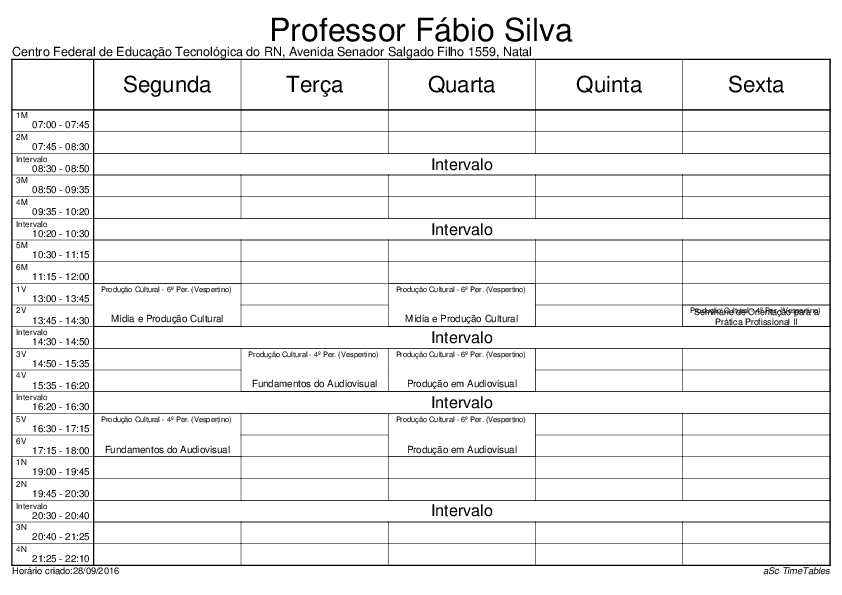 Professor Fábio Silva
Centro Federal de Educação Tecnológica do RN, Avenida Senador Salgado Filho 1559, Natal
Segunda Terça Quarta Quinta Sexta
1M
07:00 - 07:45
2M
07:45 - 08:30
Intervalo
08:30 - 08:50
Intervalo
3M
08:50 - 09:35
4M
09:35 - 10:20
Intervalo
10:20 - 10:30
Intervalo
5M
10:30 - 11:15
6M
11:15 - 12:00
1V
13:00 - 13:45
Produção Cultural - 6º Per. (Vespertino) Produção Cultural - 6º Per. (Vespertino)
2V
13:45 - 14:30
Mídia e Produção Cultural Mídia e Produção Cultural
Prática Profissional II
Intervalo
14:30 - 14:50
Intervalo
3V
14:50 - 15:35
Produção Cultural - 4º Per. (Vespertino) Produção Cultural - 6º Per. (Vespertino)
4V
15:35 - 16:20
Fundamentos do Audiovisual Produção em Audiovisual
Intervalo
16:20 - 16:30
Intervalo
5V
16:30 - 17:15
Produção Cultural - 4º Per. (Vespertino) Produção Cultural - 6º Per. (Vespertino)
6V
17:15 - 18:00
Fundamentos do Audiovisual Produção em Audiovisual
1N
19:00 - 19:45
2N
19:45 - 20:30
Intervalo
20:30 - 20:40
Intervalo
3N
20:40 - 21:25
4N
21:25 - 22:10
Horário criado:28/09/2016 aSc TimeTables